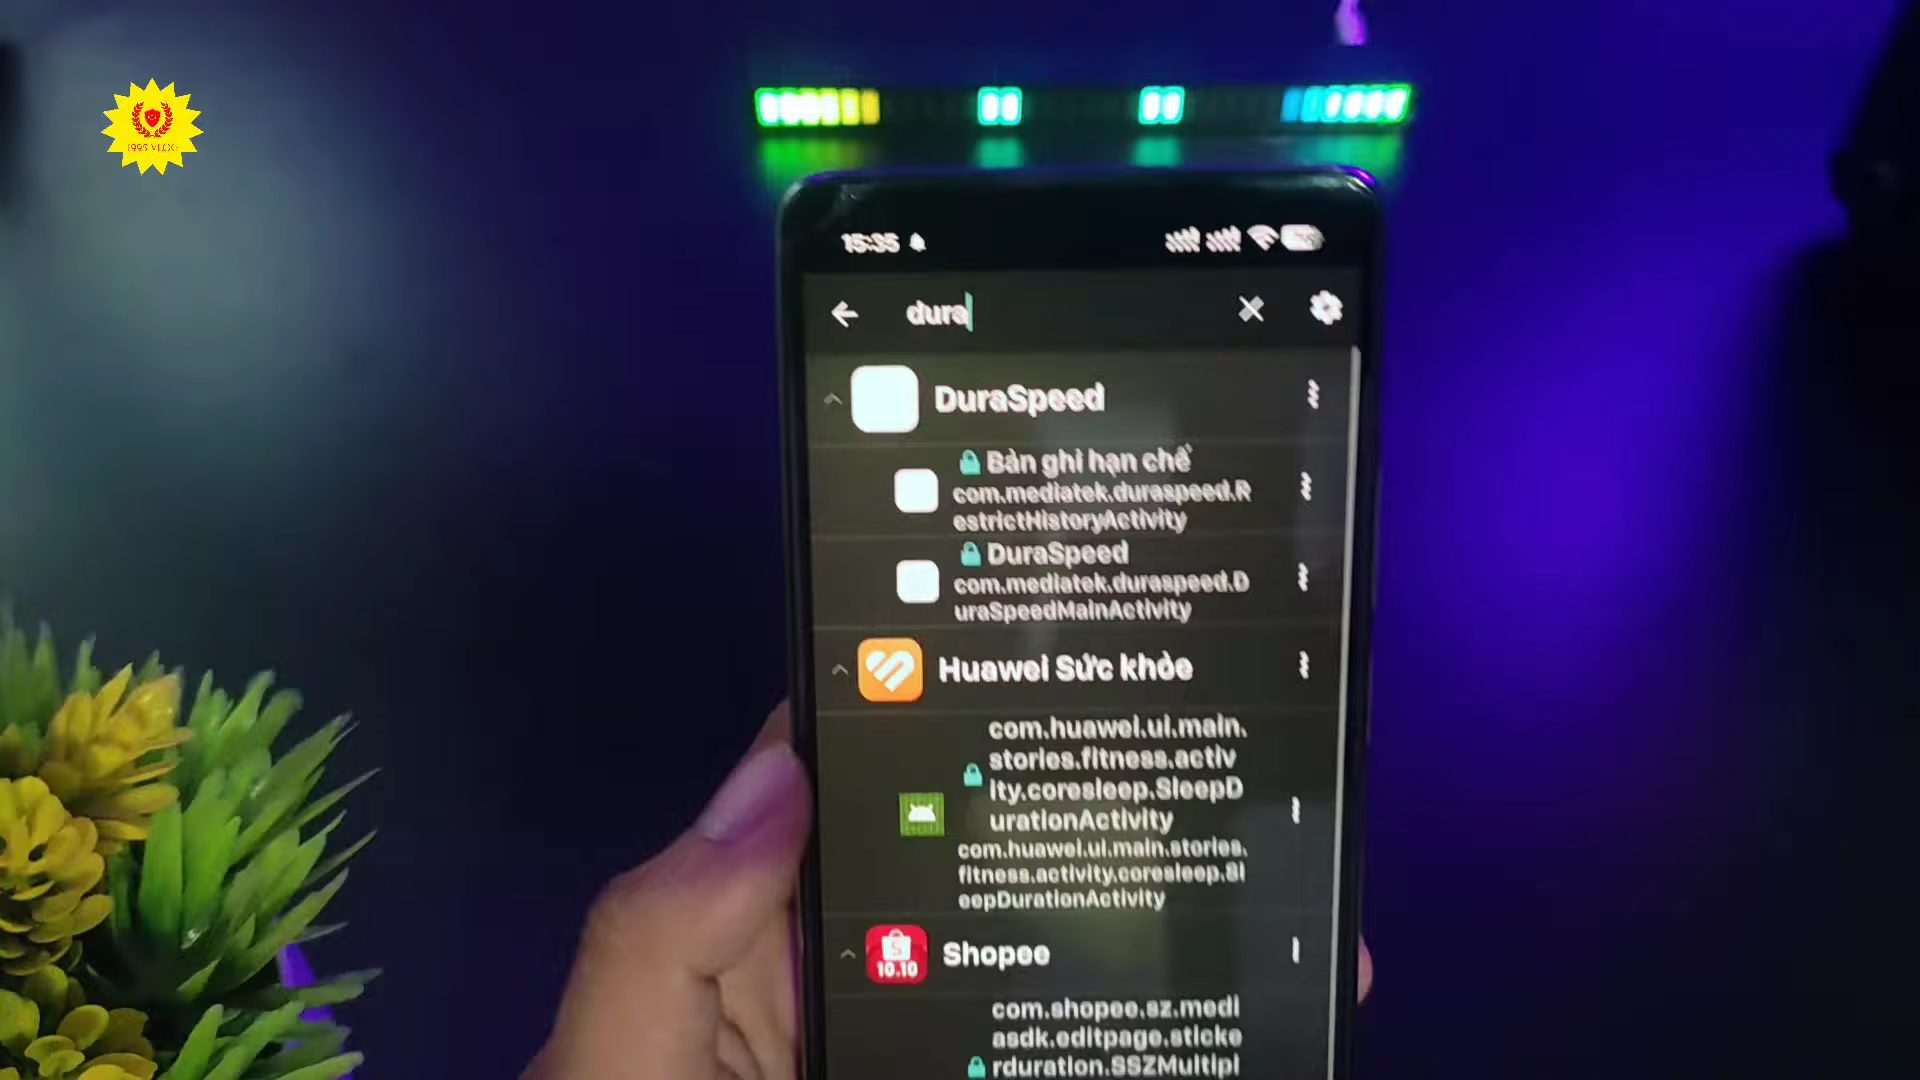 15:35
dura
DuraSpeed
Bản ghi hạn chế
com.mediatek.duraspeed.R
estrictHistoryActivity
DuraSpeed
com.mediatek.duraspeed.D
uraSpeedMainActivity
Huawei Sức khỏe
com.huawei.ui.main.
stories.fitness.activ
ity.coresleep.SleepD
urationActivity
com.huawei.ui.main.stories.
fitness.activity.coresleep.Sl
eepDurationActivity
S
10.10
Shopee
com.shopee.sz.medi
asdk.editpage.sticke
rduration.SSZMultipl